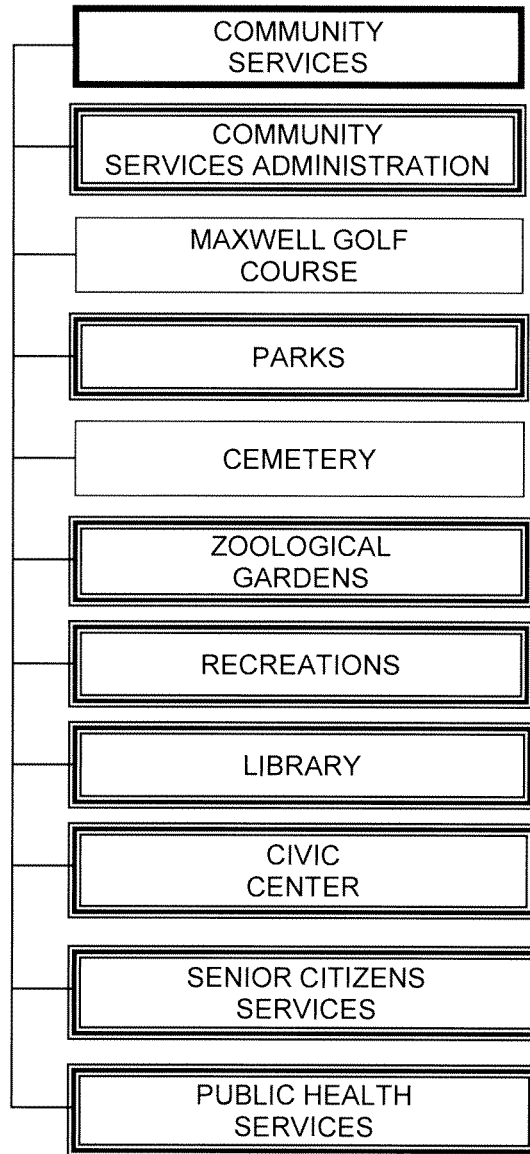 COMMUNITY
SERVICES
COMMUNITY
SERVICES ADMINISTRATION
MAXWELL GOLF
COURSE
PARKS
CEMETERY
ZOOLOGICAL
GARDENS
RECREATIONS
LIBRARY
CIVIC
CENTER
SENIOR CITIZENS
SERVICES
PUBLIC HEALTH
SERVICES